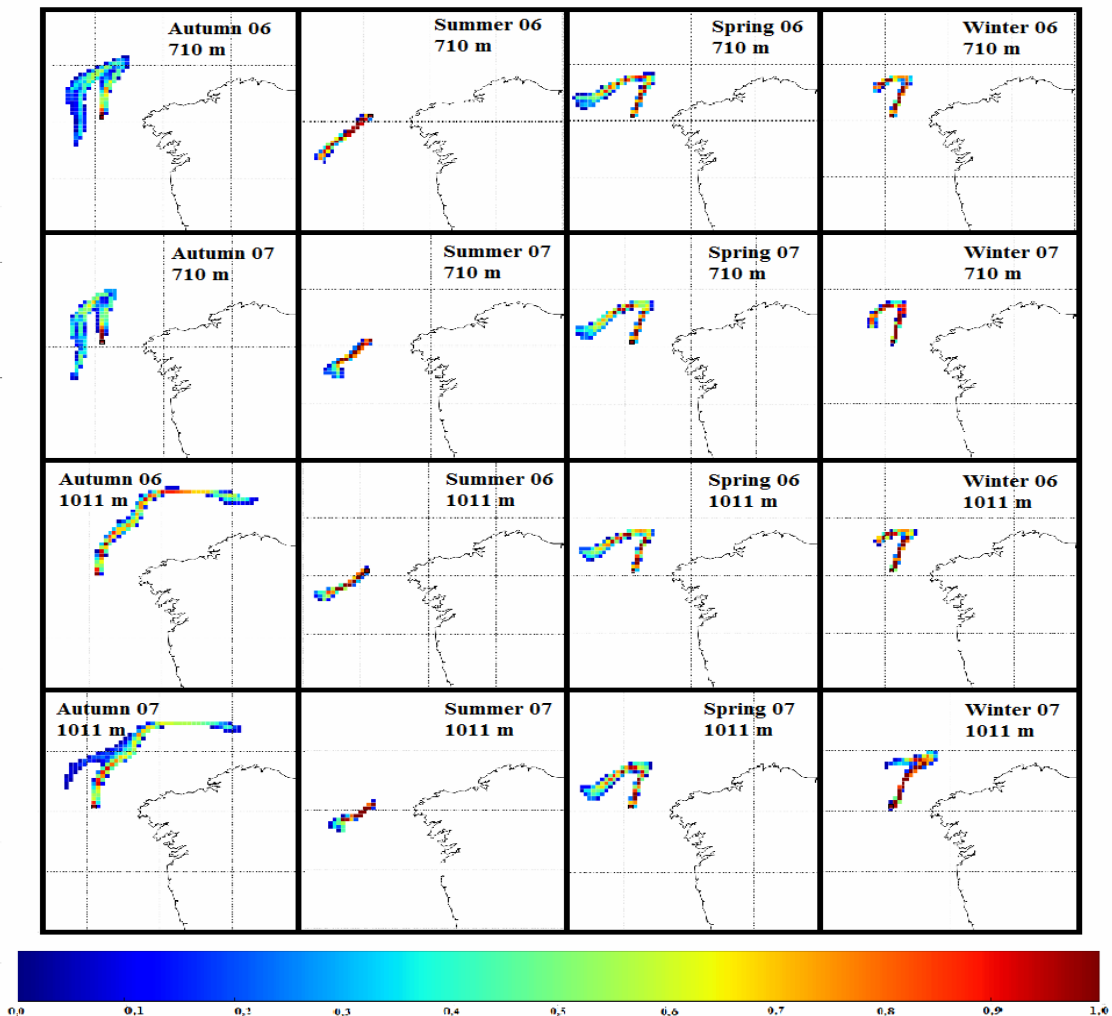 Autumn 06
710 m
Summer 06
710 m
Spring 06
710 m
Winter 06
710 m
Autumn 07
710 m
Summer 07
710 m
Spring 07
710 m
Winter 07
710 m
Autumn 06
1011 m
Summer 06
1011 m
Spring 06
1011 m
Winter 06
1011 m
Autumn 07
1011 m
Summer 07
1011 m
Spring 07
1011 m
Winter 07
1011 m
0,0 0,1 0,2 0,3 0,4 0,5 0,6 0,7 0,8 0,9 1,0